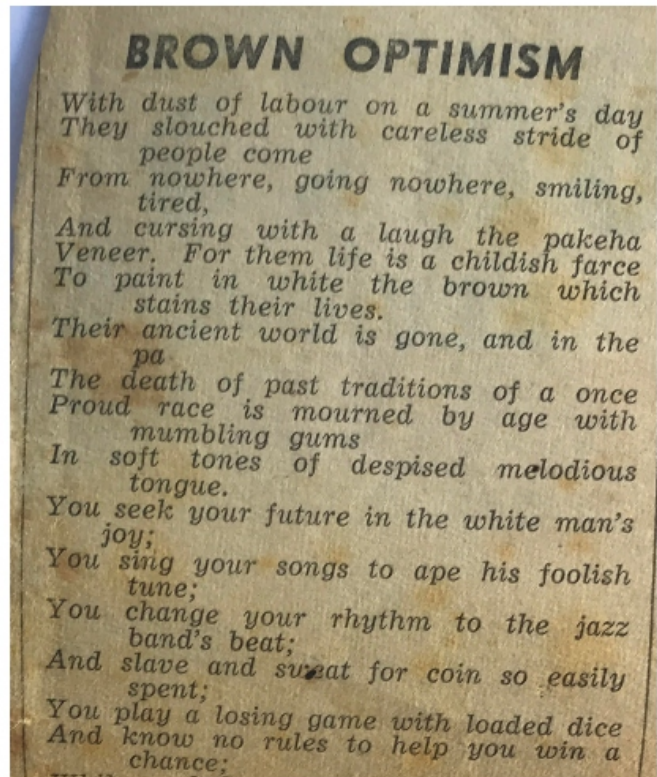 BROWN OPTIMISM
With dust of labour on a summer's day
They slouched with careless stride of
people come
From nowhere, going nowhere, smiling,
tired,
And cursing with a laugh the pakeha
Veneer. For them life is a childish farce
To paint in white the brown which
stains their lives.
Their ancient world is gone, and in the
pa
The death of past traditions of a once
Proud race is mourned by age with
mumbling gums
In soft tones of despised melodious
tongue.
You seek your future in the white man's
joy;
You sing your songs to ape his foolish
tune;
You change your rhythm to the jazz
band's beat;
And slave and sweat for coin so easily
spent;
You play a losing game with loaded dice
And know no rules to help you win a
chance;